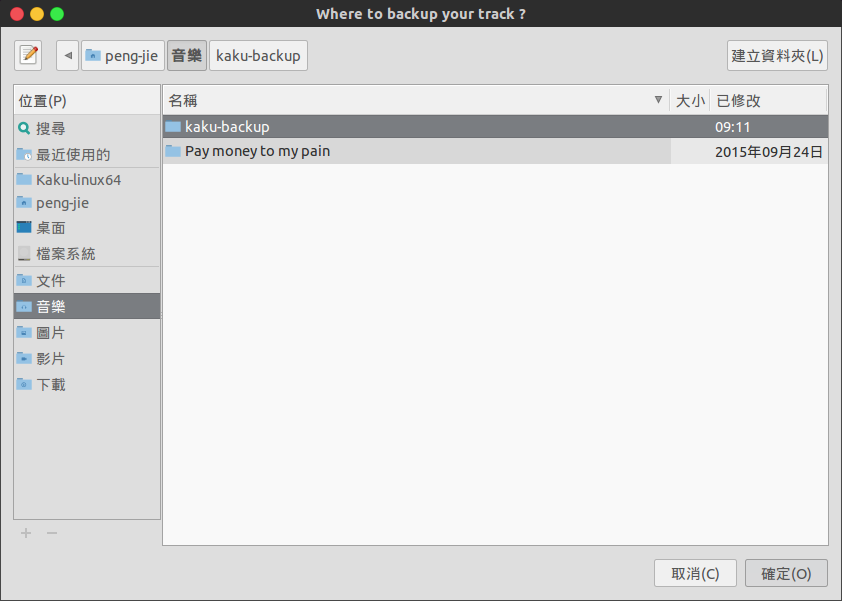 Where to backup your track ?
peng-jie 音樂 kaku-backup 建立資料夾(L)
位置(P) 名稱 大小 已修改
搜尋 kaku-backup 09:11
最近使用的 Pay money to my pain 2015年09月24日
Kaku-linux64
peng-jie
桌面
檔案系統
文件
音樂
圖片
影片
下載
取消(C) 確定(O)